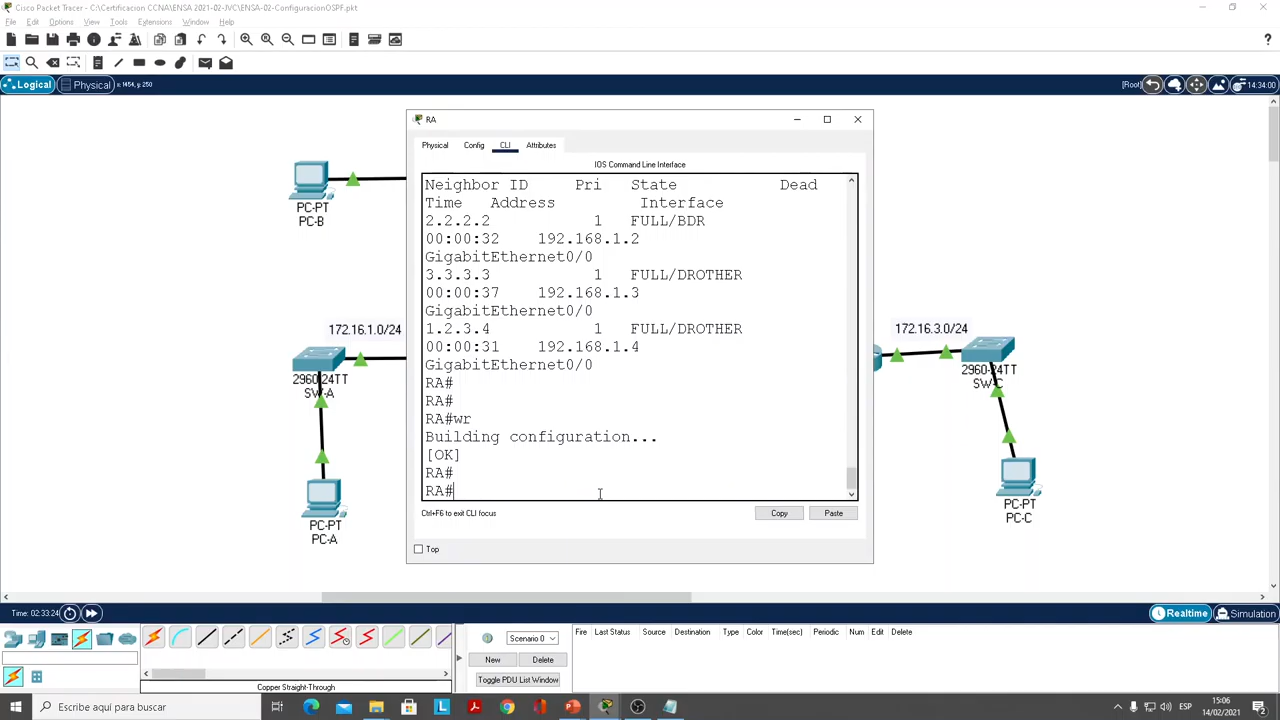 Cisco Packet Tracer - C:\Certificacion CCNA\ENSA 2021-02-JVC\ENSA-02-ConfiguracionOSPF.pkt
File Edit Options View Tools Extensions Window Help
Logical Physical x: 1454, y: 250 [Root] 14:34:00
RA
Physical Config CLI Attributes
IOS Command Line Interface
Neighbor ID Pri State Dead
Time Address Interface
2.2.2.2 1 FULL/BDR
00:00:32 192.168.1.2
GigabitEthernet0/0
3.3.3.3 1 FULL/DROTHER
00:00:37 192.168.1.3
GigabitEthernet0/0
1.2.3.4 1 FULL/DROTHER
00:00:31 192.168.1.4
GigabitEthernet0/0
RA#
RA#
RA#wr
Building configuration...
[OK]
RA#
RA#
Ctrl+F6 to exit CLI focus
Copy Paste
Top
PC-PT
PC-B
172.16.1.0/24
2960-24TT
SW-A
PC-PT
PC-A
172.16.3.0/24
2960-24TT
SW-C
PC-PT
PC-C
Time: 02:33:24 Realtime Simulation
Scenario 0
New Delete
Toggle PDU List Window
Fire Last Status Source Destination Type Color Time(sec) Periodic Num Edit Delete
Copper Straight-Through
Escribe aquí para buscar
ESP
15:06
14/02/2021